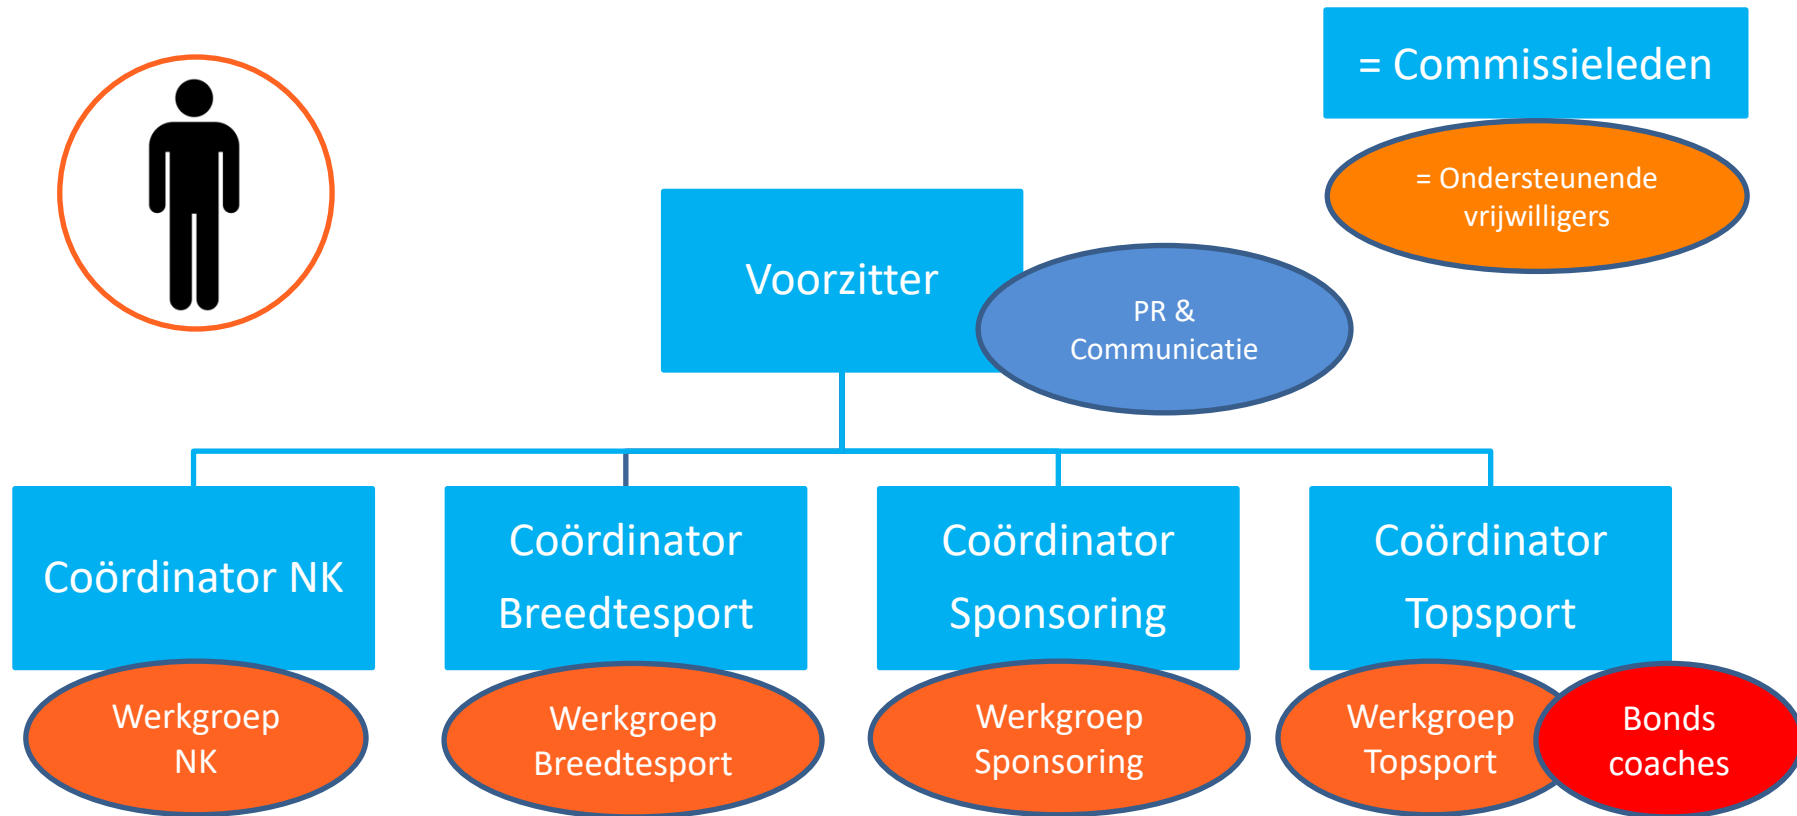 = Commissieleden
= Ondersteunende
vrijwilligers
Voorzitter
PR &
Communicatie
Coördinator NK
Coördinator
Breedtesport
Coördinator
Sponsoring
Coördinator
Topsport
Werkgroep
NK
Werkgroep
Breedtesport
Werkgroep
Sponsoring
Werkgroep
Topsport
Bonds
coaches